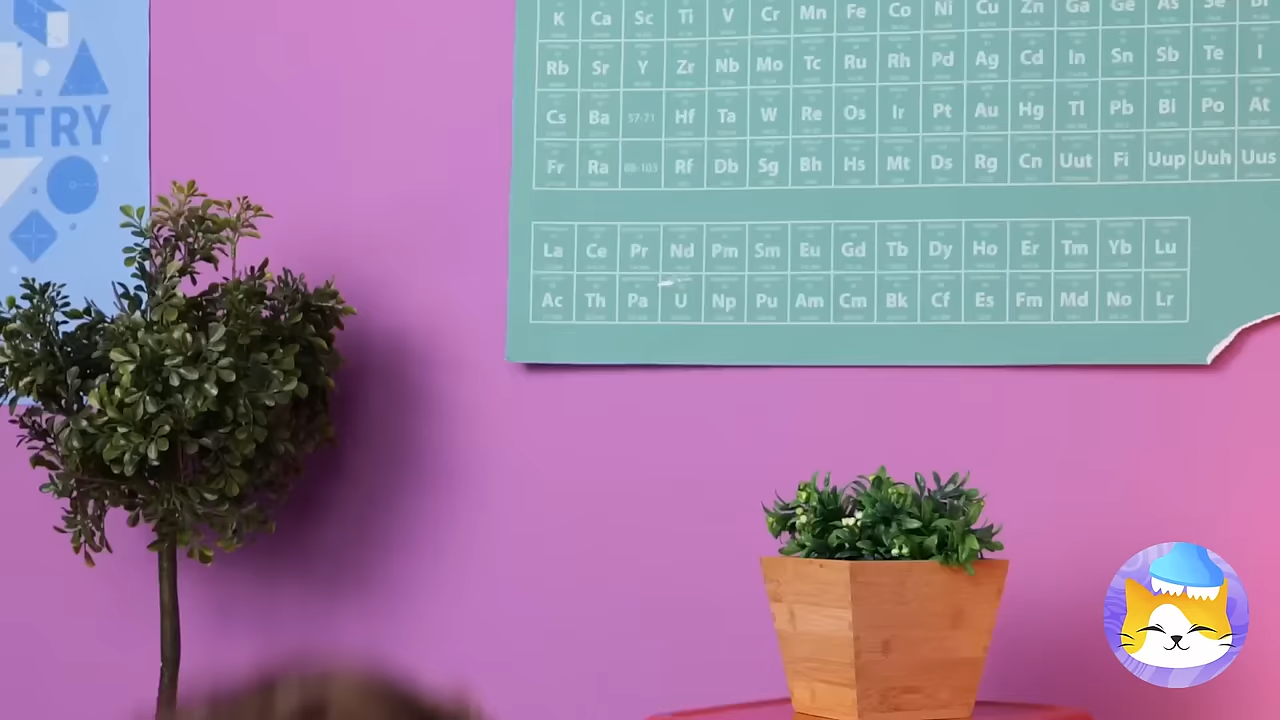 ETRY
K Ca Sc Ti V Cr Mn Fe Co Ni Cu Zn Ga Ge As Se Br
Rb Sr Y Zr Nb Mo Tc Ru Rh Pd Ag Cd In Sn Sb Te I
Cs Ba 57-71 Hf Ta W Re Os Ir Pt Au Hg Tl Pb Bi Po At
Fr Ra 89-103 Rf Db Sg Bh Hs Mt Ds Rg Cn Uut Fi Uup Uuh Uus
La Ce Pr Nd Pm Sm Eu Gd Tb Dy Ho Er Tm Yb Lu
Ac Th Pa U Np Pu Am Cm Bk Cf Es Fm Md No Lr